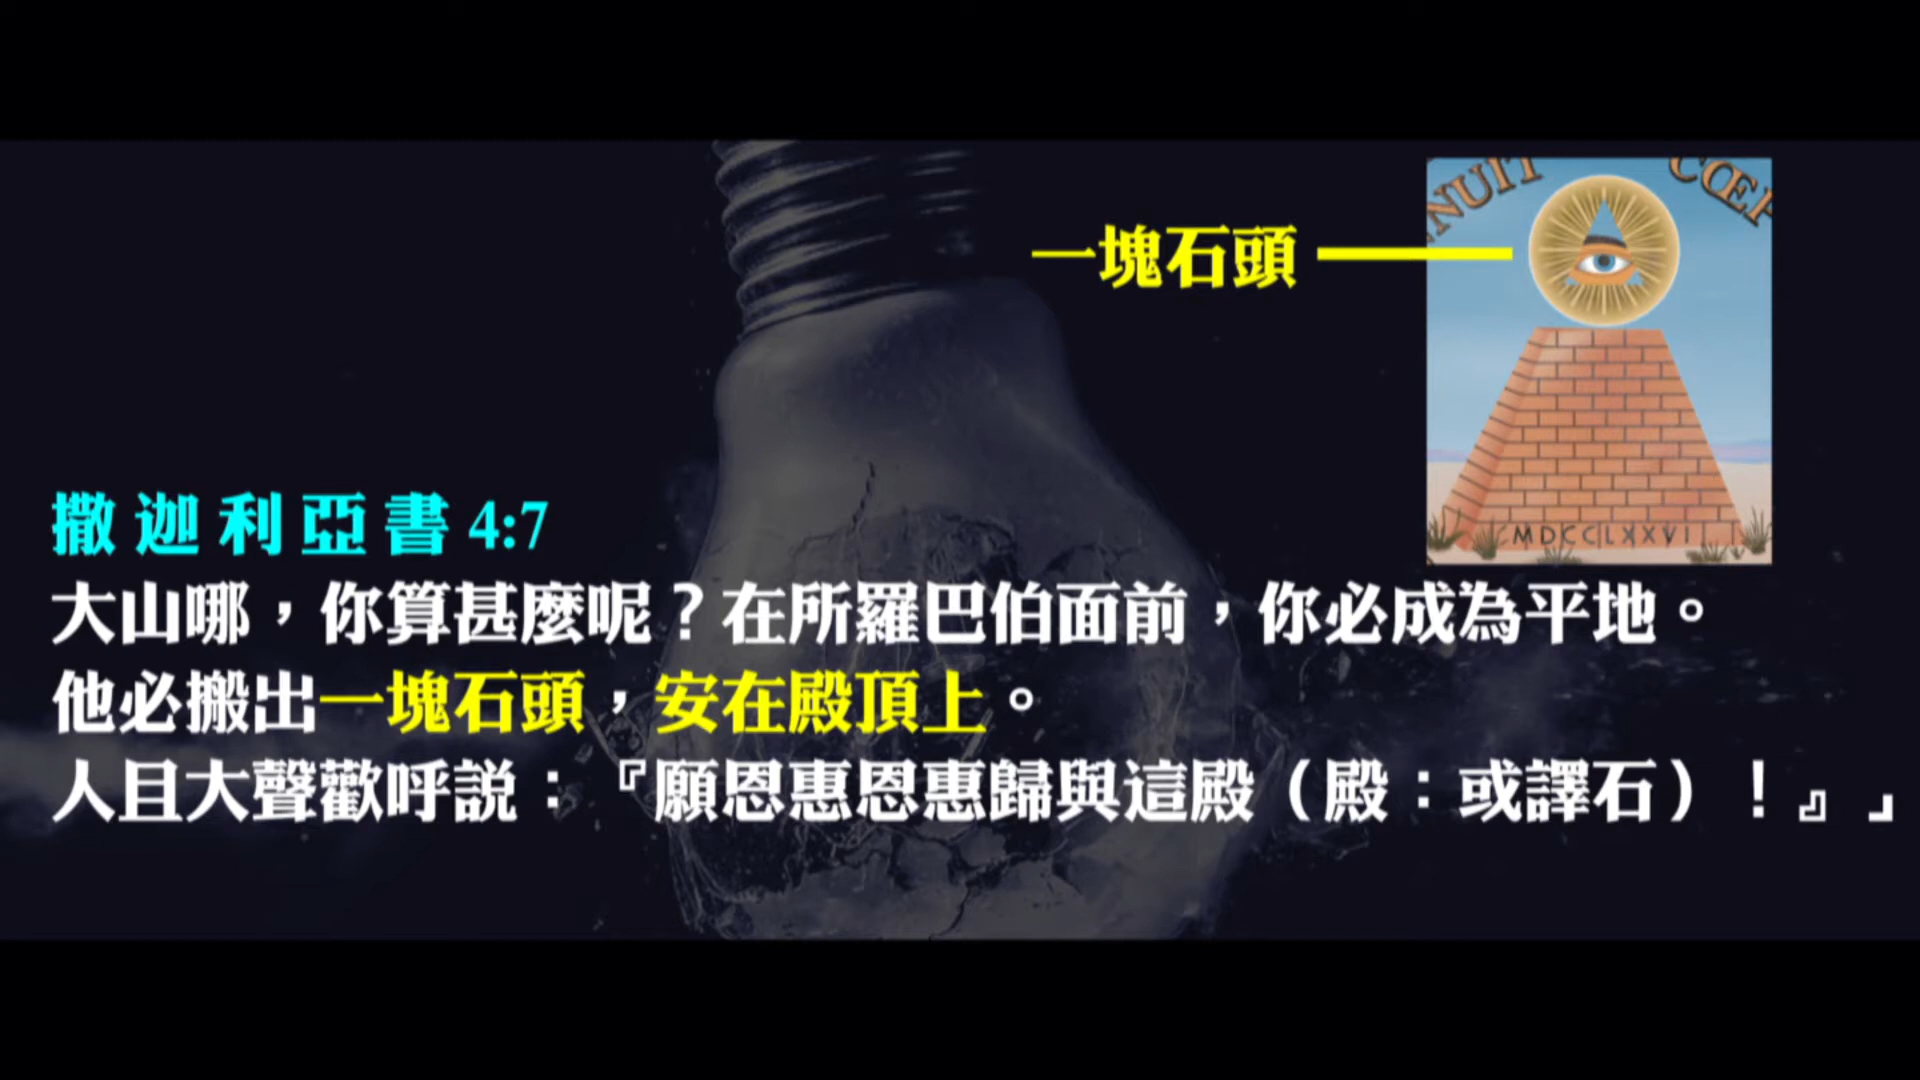 NUIT CŒP
一塊石頭
MDCCLXXVI
撒迦利亞書 4:7
大山哪，你算甚麼呢？在所羅巴伯面前，你必成為平地。
他必搬出一塊石頭，安在殿頂上。
人且大聲歡呼説：『願恩惠恩惠歸與這殿（殿：或譯石）！』」